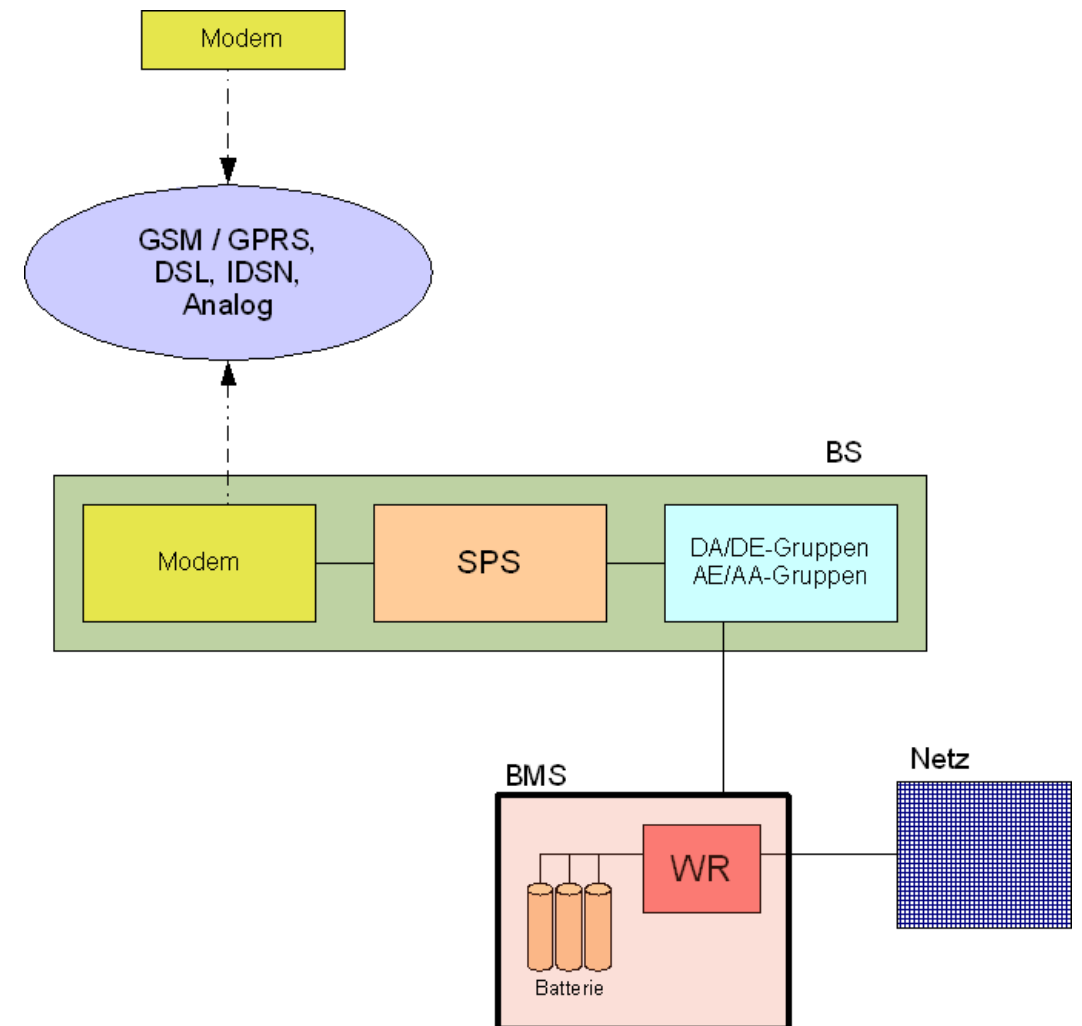 Modem
GSM / GPRS,
DSL, IDSN,
Analog
BS
Modem
SPS
DA/DE-Gruppen
AE/AA-Gruppen
Netz
BMS
WR
Batterie